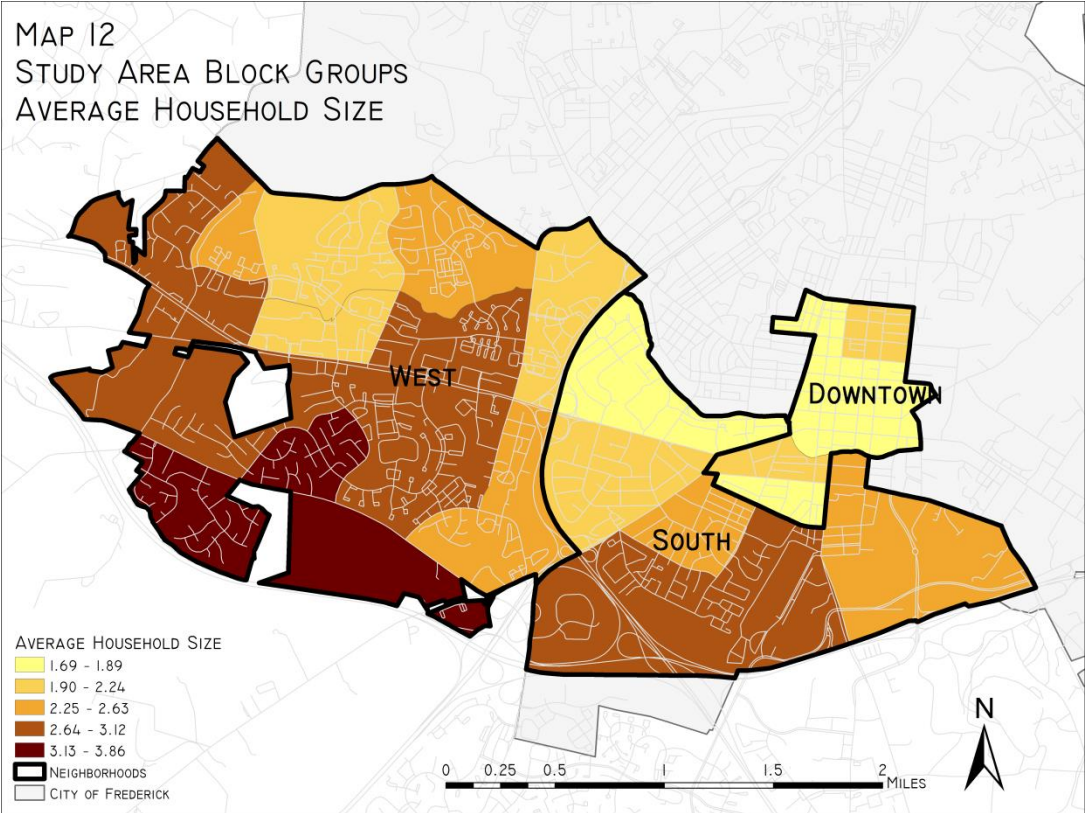 MAP 12
STUDY AREA BLOCK GROUPS
AVERAGE HOUSEHOLD SIZE
WEST
DOWNTOWN
SOUTH
AVERAGE HOUSEHOLD SIZE
1.69 - 1.89
1.90 - 2.24
2.25 - 2.63
2.64 - 3.12
3.13 - 3.86
NEIGHBORHOODS
CITY OF FREDERICK
0 0.25 0.5 1 1.5 2
MILES
N